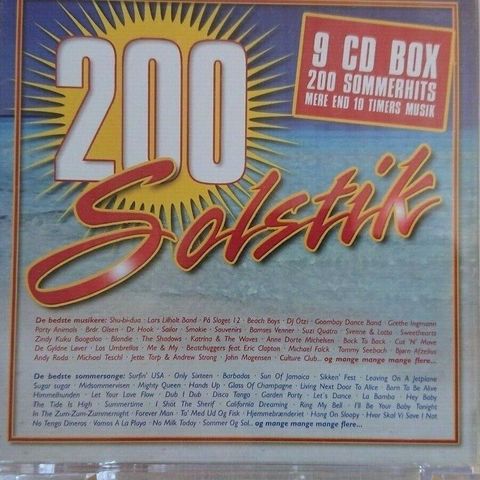 200
Solstik
9 CD BOX
200 SOMMERHITS
MERE END 10 TIMERS MUSIK
De bedste musikere: Shu-bi-dua · Lars Lilholt Band · På Slaget 12 · Beach Boys · DJ Ötzi · Goombay Dance Band · Grethe Ingmann
Party Animals · Brdr. Olsen · Dr. Hook · Sailor · Smokie · Souvenirs · Bamses Venner · Suzi Quatro · Svenne & Lotta · Sweethearts
Zindy Kuku Boogaloo · Blondie · The Shadows · Katrina & The Waves · Anne Dorte Michelsen · Back To Back · Cut 'N' Move
De Gyldne Løver · Los Umbrellos · Me & My · Beatchuggers feat. Eric Clapton · Michael Falck · Tommy Seebach · Bjørn Afzelius
Andy Roda · Michael Teschl · Jette Torp & Andrew Strong · John Mogensen · Culture Club... og mange mange mange flere...
De bedste sommersange: Surfin' USA · Only Sixteen · Barbados · Sun Of Jamaica · Sikken' Fest · Leaving On A Jetplane
Sugar sugar · Midsommervisen · Mighty Queen · Hands Up · Glass Of Champagne · Living Next Door To Alice · Born To Be Alive
Himmelhunden · Let Your Love Flow · Dub I Dub · Disco Tango · Garden Party · Let's Dance · La Bamba · Hey Baby
The Tide Is High · Summertime · I Shot The Sherif · California Dreaming · Ring My Bell · I'll Be Your Baby Tonight
In The Zum-Zum-Zummernight · Forever Man · Ta' Med Ud Og Fisk · Hjemmebrænderiet · Hang On Sloopy · Hvor Skal Vi Sove I Nat
No Tengo Dineros · Vamos A La Playa · No Milk Today · Sommer Og Sol... og mange mange mange flere...